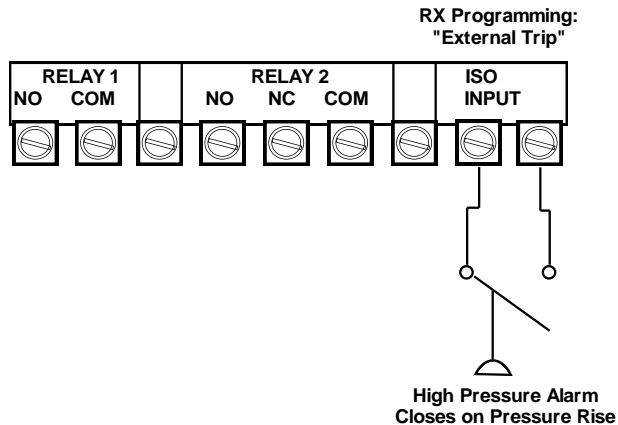 RX Programming:
"External Trip"
RELAY 1 RELAY 2 ISO
NO COM NO NC COM INPUT
High Pressure Alarm
Closes on Pressure Rise